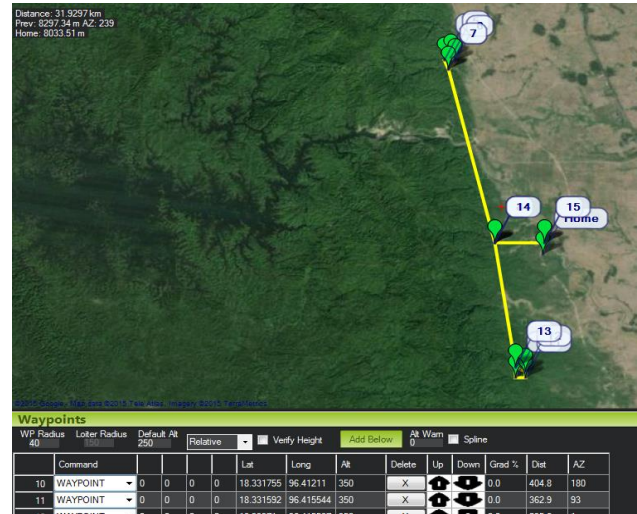 Distance: 31.9297 km
Prev: 8297.34 m AZ: 239
Home: 8033.51 m
7
14
15
Home
13
Waypoints
WP Radius Loiter Radius Default Alt
40 150 250 Relative Verify Height Add Below Alt Warn 0 Spline
Command Lat Long Alt Delete Up Down Grad % Dist AZ
10 WAYPOINT 0 0 0 0 18.331755 96.41211 350 X 0.0 404.8 180
11 WAYPOINT 0 0 0 0 18.331592 96.415544 350 X 0.0 362.9 93